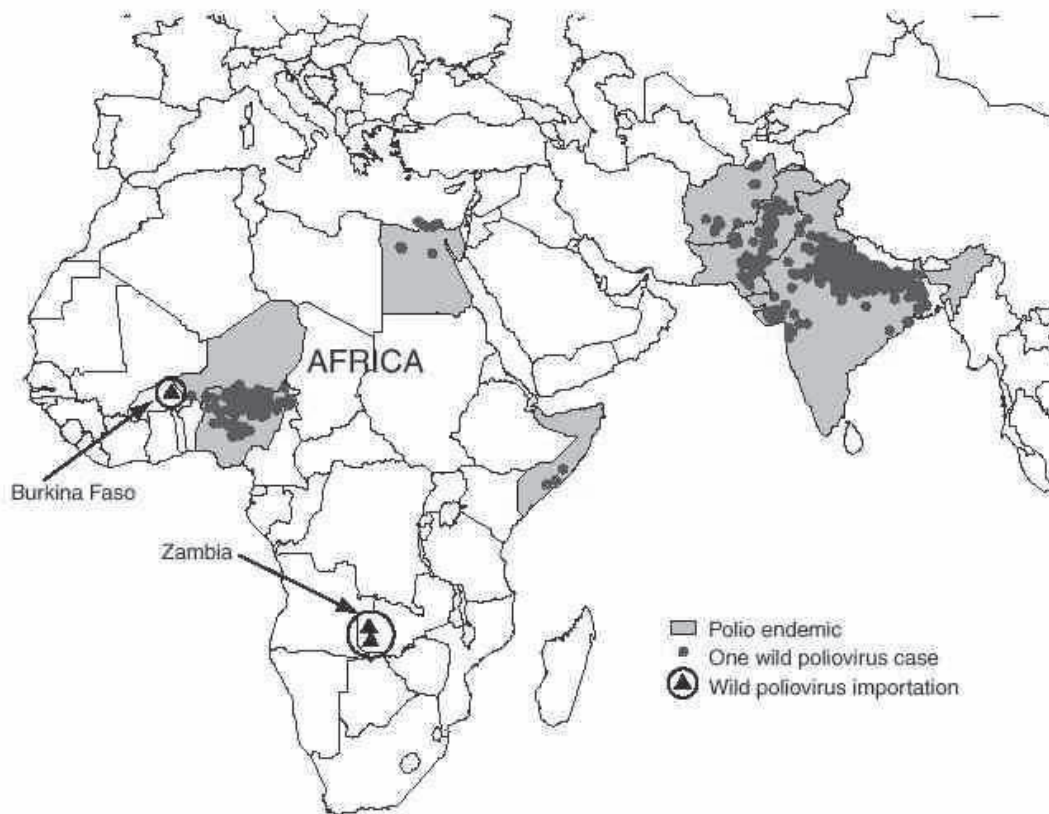 AFRICA
Burkina Faso
Zambia
Polio endemic
One wild poliovirus case
Wild poliovirus importation